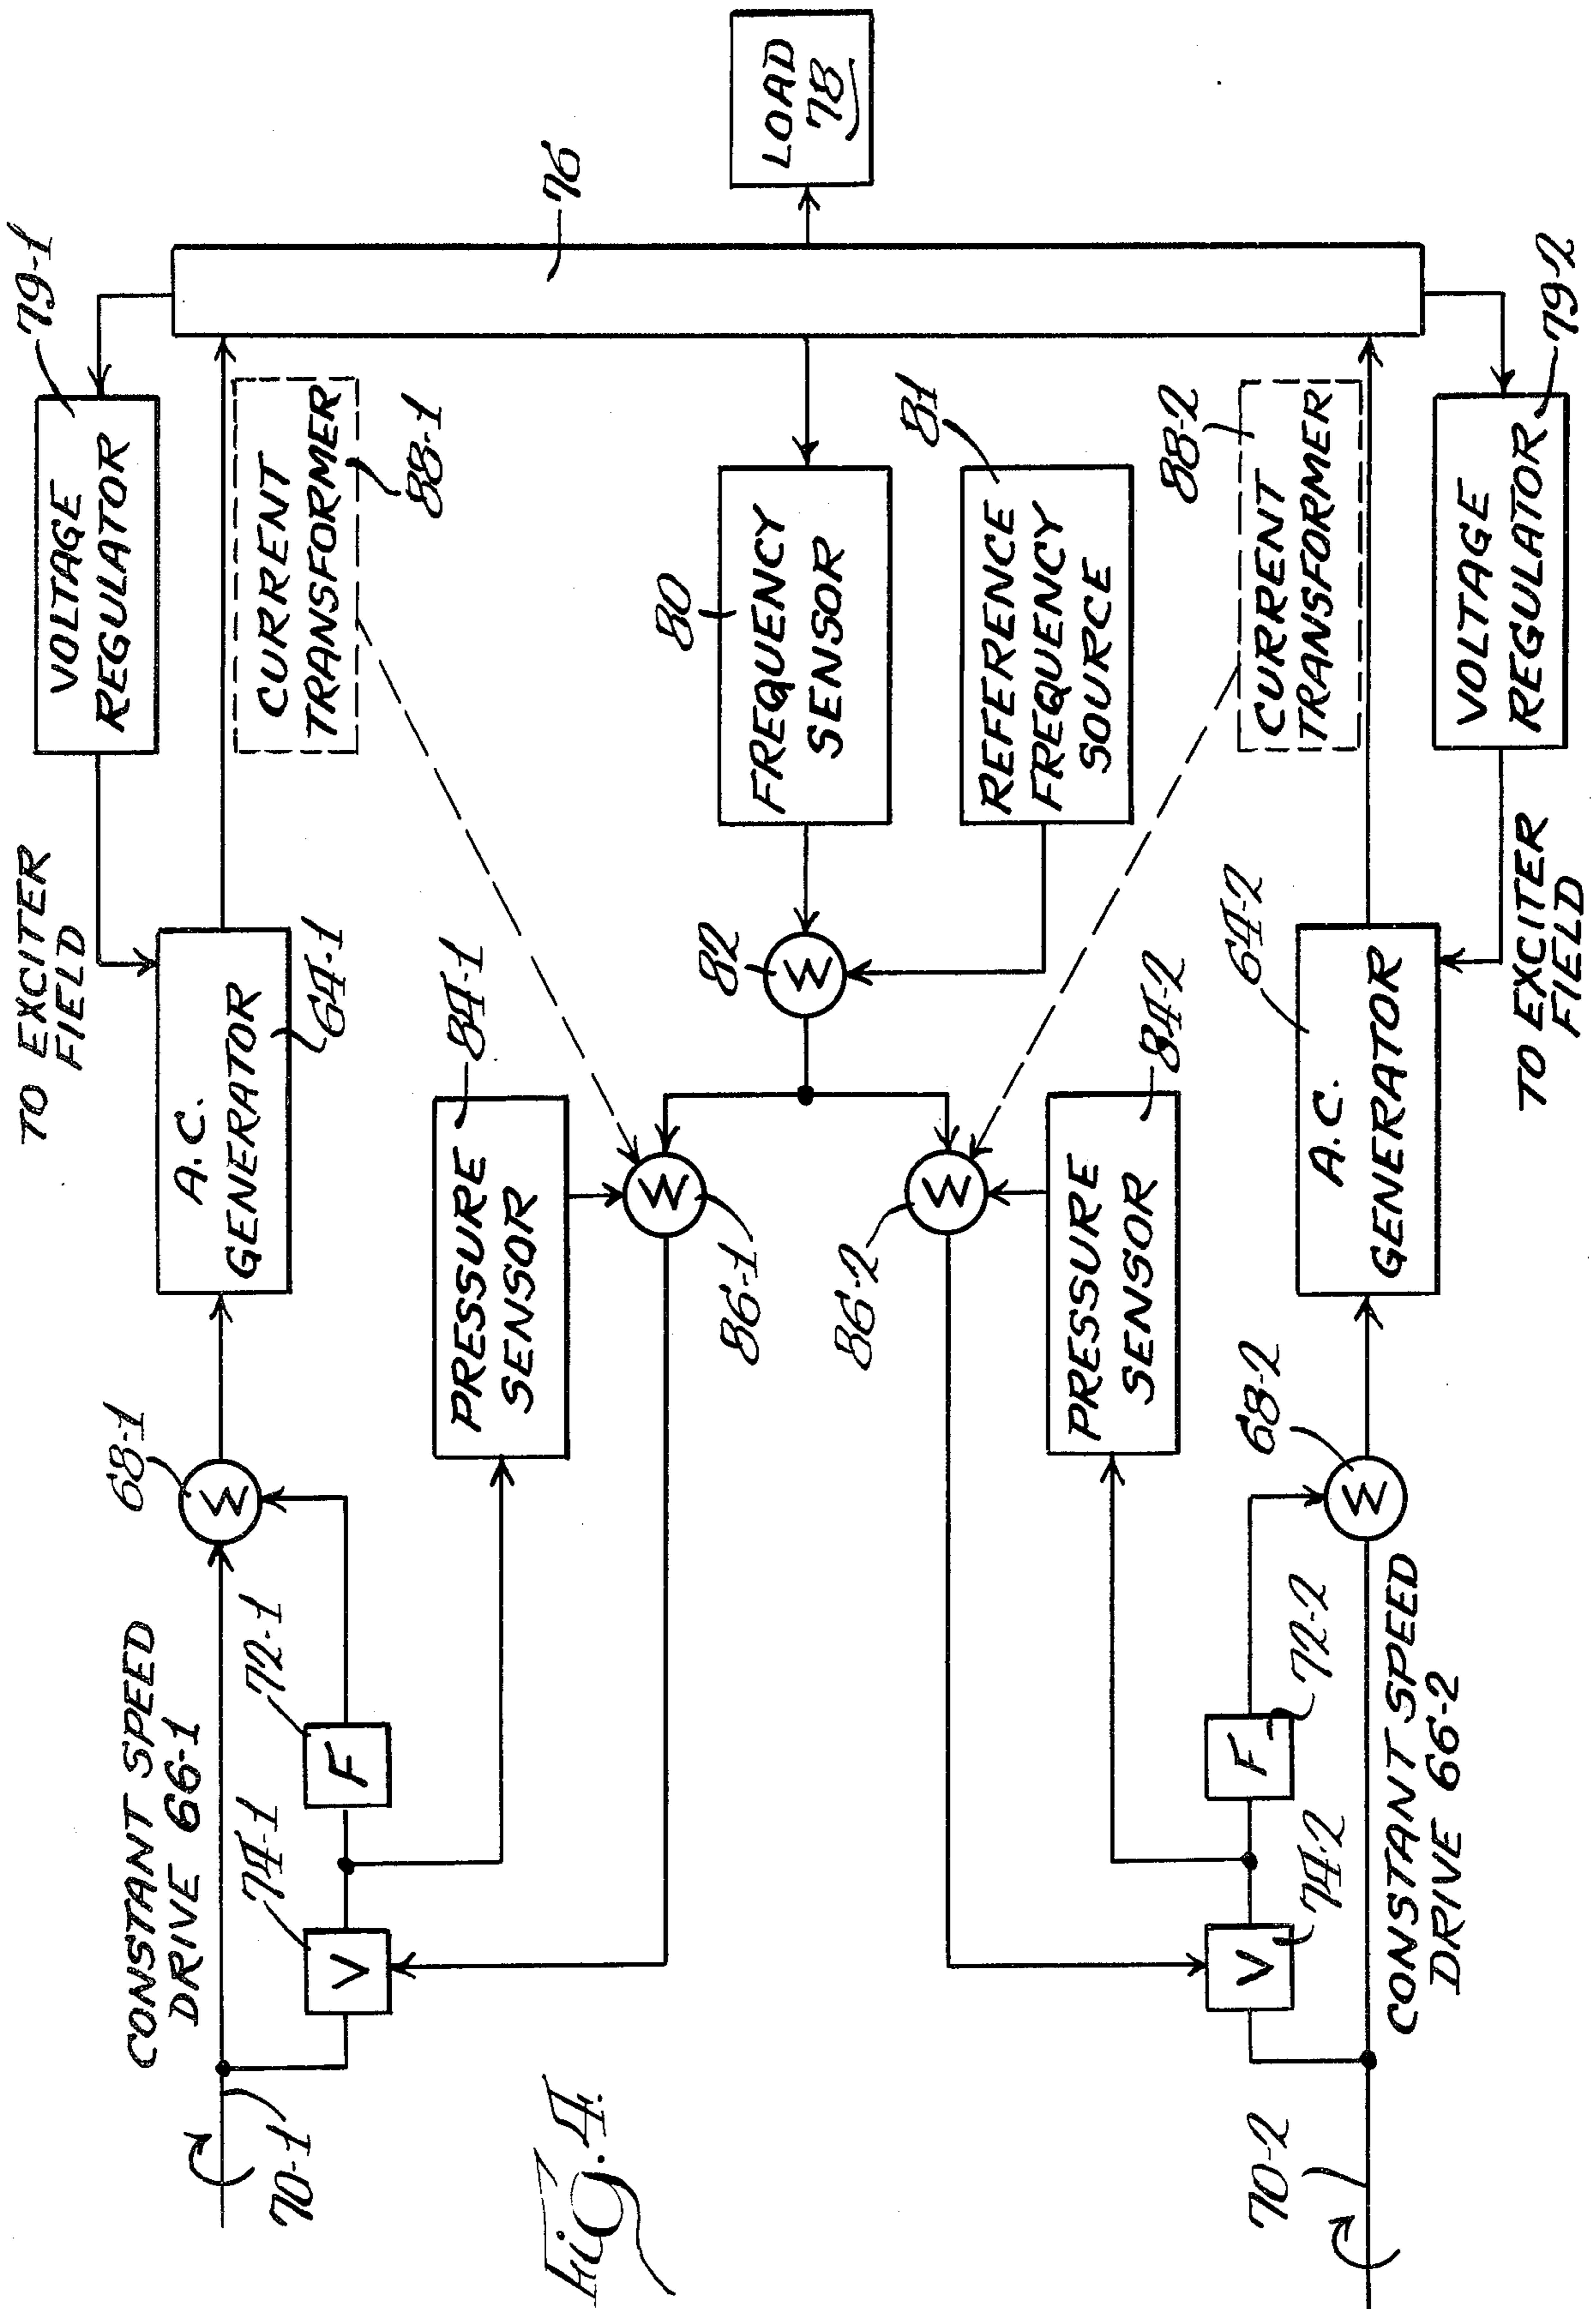 TO EXCITER
FIELD
VOLTAGE
REGULATOR
79-1
CONSTANT SPEED
DRIVE 66-1
68-1
A.C.
GENERATOR
64-1
CURRENT
TRANSFORMER
88-1
76
70-1
74-1
V
72-1
F
Σ
PRESSURE
SENSOR
84-1
Σ
86-1
82
Σ
80
FREQUENCY
SENSOR
LOAD
78
REFERENCE
FREQUENCY
SOURCE
81
86-2
Σ
PRESSURE
SENSOR
84-2
88-2
CURRENT
TRANSFORMER
V
74-2
F
72-2
68-2
Σ
A.C.
GENERATOR
64-2
70-2
CONSTANT SPEED
DRIVE 66-2
VOLTAGE
REGULATOR
79-2
TO EXCITER
FIELD
Fig. 4.